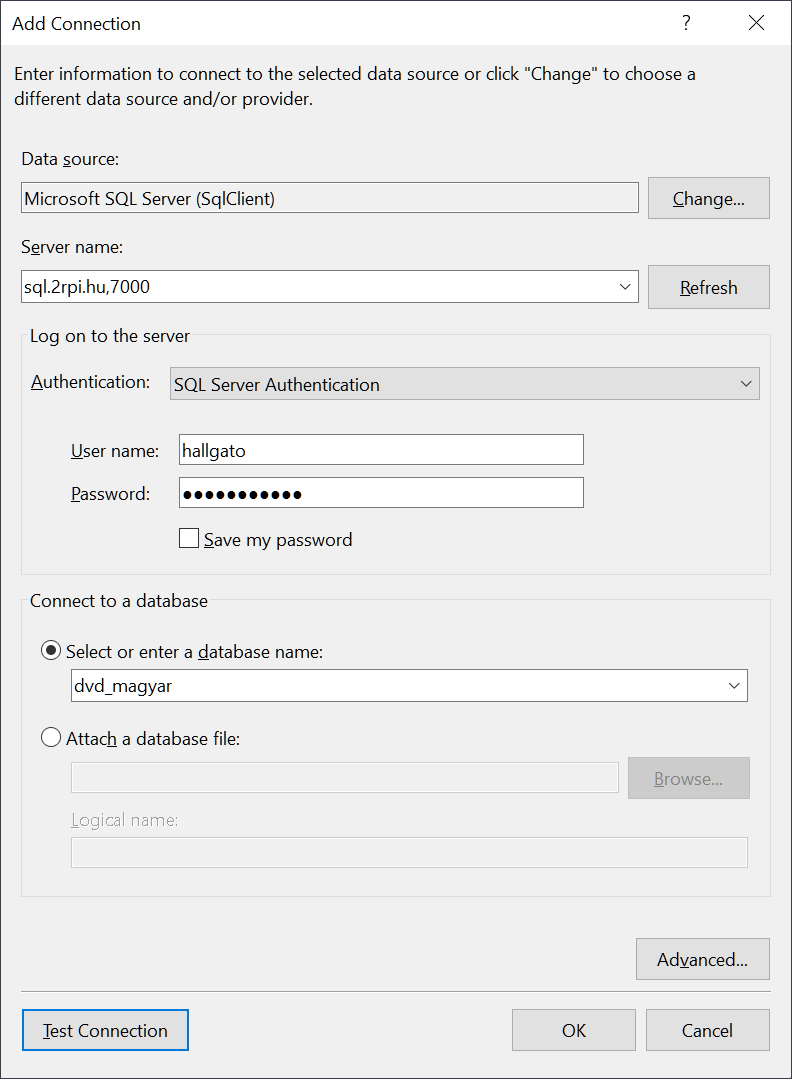 Add Connection
Enter information to connect to the selected data source or click "Change" to choose a
different data source and/or provider.
Data source:
Microsoft SQL Server (SqlClient)
Change...
Server name:
sql.2rpi.hu,7000
Refresh
Log on to the server
Authentication:
SQL Server Authentication
User name:
hallgato
Password:
●●●●●●●●●●●
Save my password
Connect to a database
Select or enter a database name:
dvd_magyar
Attach a database file:
Browse...
Logical name:
Advanced...
Test Connection
OK
Cancel